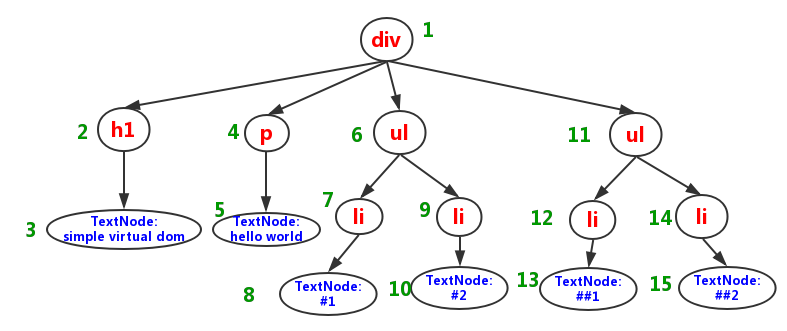 div 1
2 h1
4 p
6 ul
11 ul
3 TextNode:
simple virtual dom
5 TextNode:
hello world
7 li
9 li
12 li
14 li
8 TextNode:
#1
10 TextNode:
#2
13 TextNode:
##1
15 TextNode:
##2